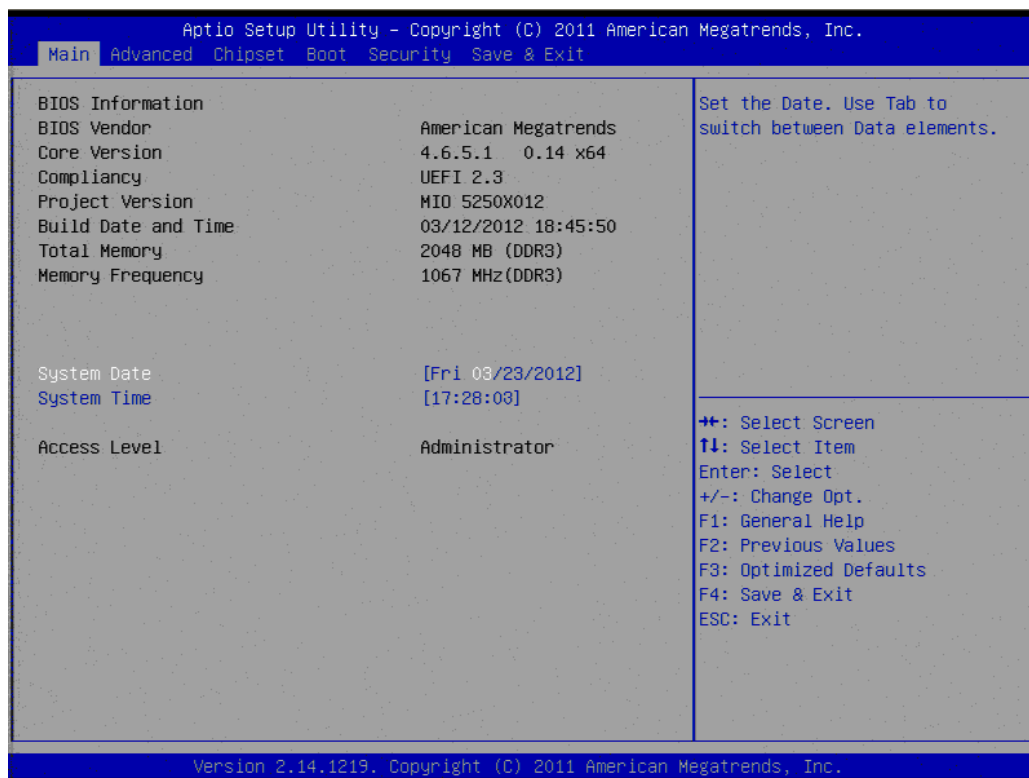 Aptio Setup Utility – Copyright (C) 2011 American Megatrends, Inc.
Main Advanced Chipset Boot Security Save & Exit
BIOS Information
BIOS Vendor American Megatrends
Core Version 4.6.5.1 0.14 x64
Compliancy UEFI 2.3
Project Version MIO 5250X012
Build Date and Time 03/12/2012 18:45:50
Total Memory 2048 MB (DDR3)
Memory Frequency 1067 MHz(DDR3)
System Date [Fri 03/23/2012]
System Time [17:28:03]
Access Level Administrator
Set the Date. Use Tab to
switch between Data elements.
→←: Select Screen
↑↓: Select Item
Enter: Select
+/-: Change Opt.
F1: General Help
F2: Previous Values
F3: Optimized Defaults
F4: Save & Exit
ESC: Exit
Version 2.14.1219. Copyright (C) 2011 American Megatrends, Inc.